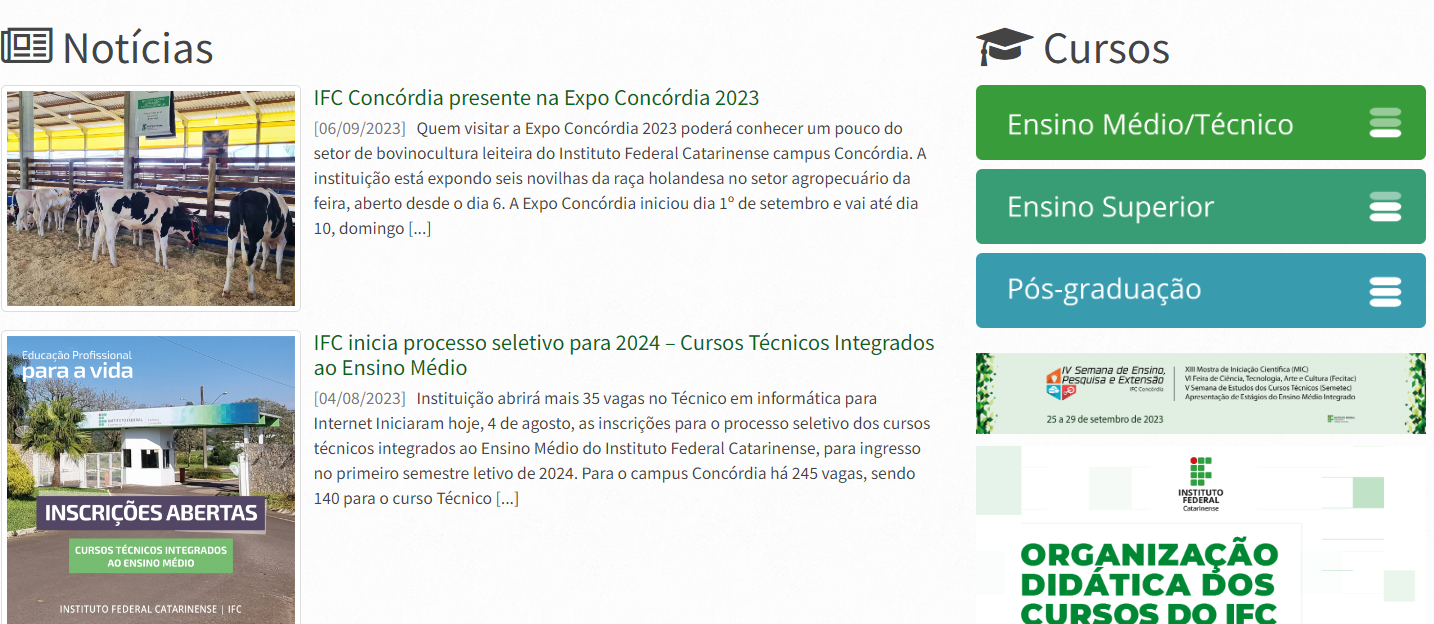 Notícias
IFC Concórdia presente na Expo Concórdia 2023
[06/09/2023] Quem visitar a Expo Concórdia 2023 poderá conhecer um pouco do
setor de bovinocultura leiteira do Instituto Federal Catarinense campus Concórdia. A
instituição está expondo seis novilhas da raça holandesa no setor agropecuário da
feira, aberto desde o dia 6. A Expo Concórdia iniciou dia 1º de setembro e vai até dia
10, domingo [...]
Educação Profissional
para a vida
INSCRIÇÕES ABERTAS
CURSOS TÉCNICOS INTEGRADOS
AO ENSINO MÉDIO
INSTITUTO FEDERAL CATARINENSE | IFC
IFC inicia processo seletivo para 2024 – Cursos Técnicos Integrados
ao Ensino Médio
[04/08/2023] Instituição abrirá mais 35 vagas no Técnico em informática para
Internet Iniciaram hoje, 4 de agosto, as inscrições para o processo seletivo dos cursos
técnicos integrados ao Ensino Médio do Instituto Federal Catarinense, para ingresso
no primeiro semestre letivo de 2024. Para o campus Concórdia há 245 vagas, sendo
140 para o curso Técnico [...]
Cursos
Ensino Médio/Técnico
Ensino Superior
Pós-graduação
IV Semana de Ensino,
Pesquisa e Extensão
IFC Concórdia
25 a 29 de setembro de 2023
XIII Mostra de Iniciação Científica (MIC)
VI Feira de Ciência, Tecnologia, Arte e Cultura (Fecitac)
V Semana de Estudos dos Cursos Técnicos (Semetec)
Apresentação de Estágios do Ensino Médio Integrado
INSTITUTO
FEDERAL
Catarinense
ORGANIZAÇÃO
DIDÁTICA DOS
CURSOS DO IFC